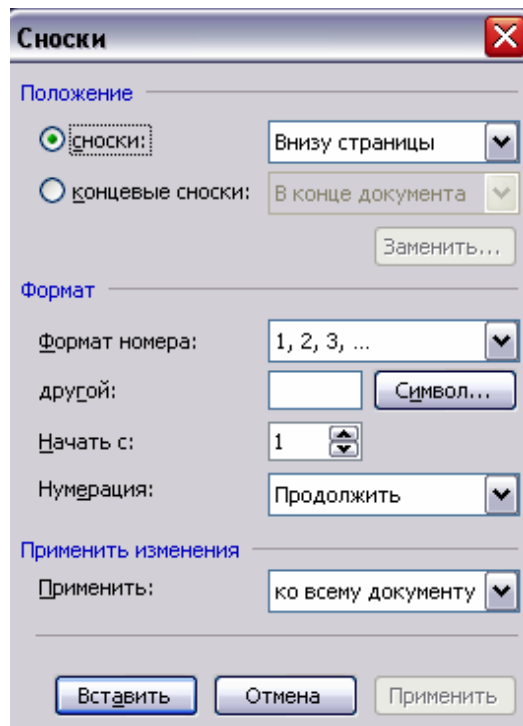 Сноски
Положение
сноски: Внизу страницы
концевые сноски: В конце документа
Заменить...
Формат
Формат номера: 1, 2, 3, ...
другой: Символ...
Начать с: 1
Нумерация: Продолжить
Применить изменения
Применить: ко всему документу
Вставить Отмена Применить